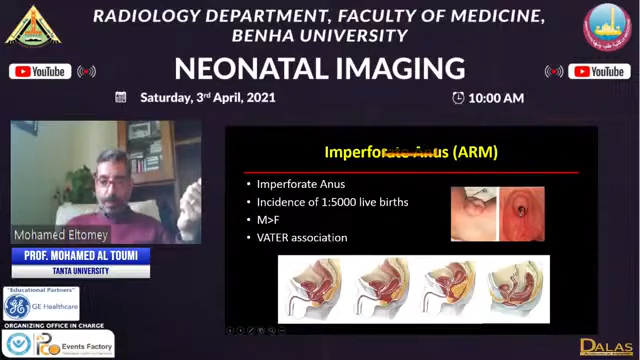 RADIOLOGY DEPARTMENT, FACULTY OF MEDICINE,
BENHA UNIVERSITY
YouTube
NEONATAL IMAGING
YouTube
Saturday, 3rd April, 2021
10:00 AM
Imperforate Anus (ARM)
• Imperforate Anus
• Incidence of 1:5000 live births
• M>F
• VATER association
Mohamed Eltomey
PROF. MOHAMED AL TOUMI
TANTA UNIVERSITY
"Educational Partners"
GE Healthcare
ORGANIZING OFFICE IN CHARGE
Events Factory
DALAS